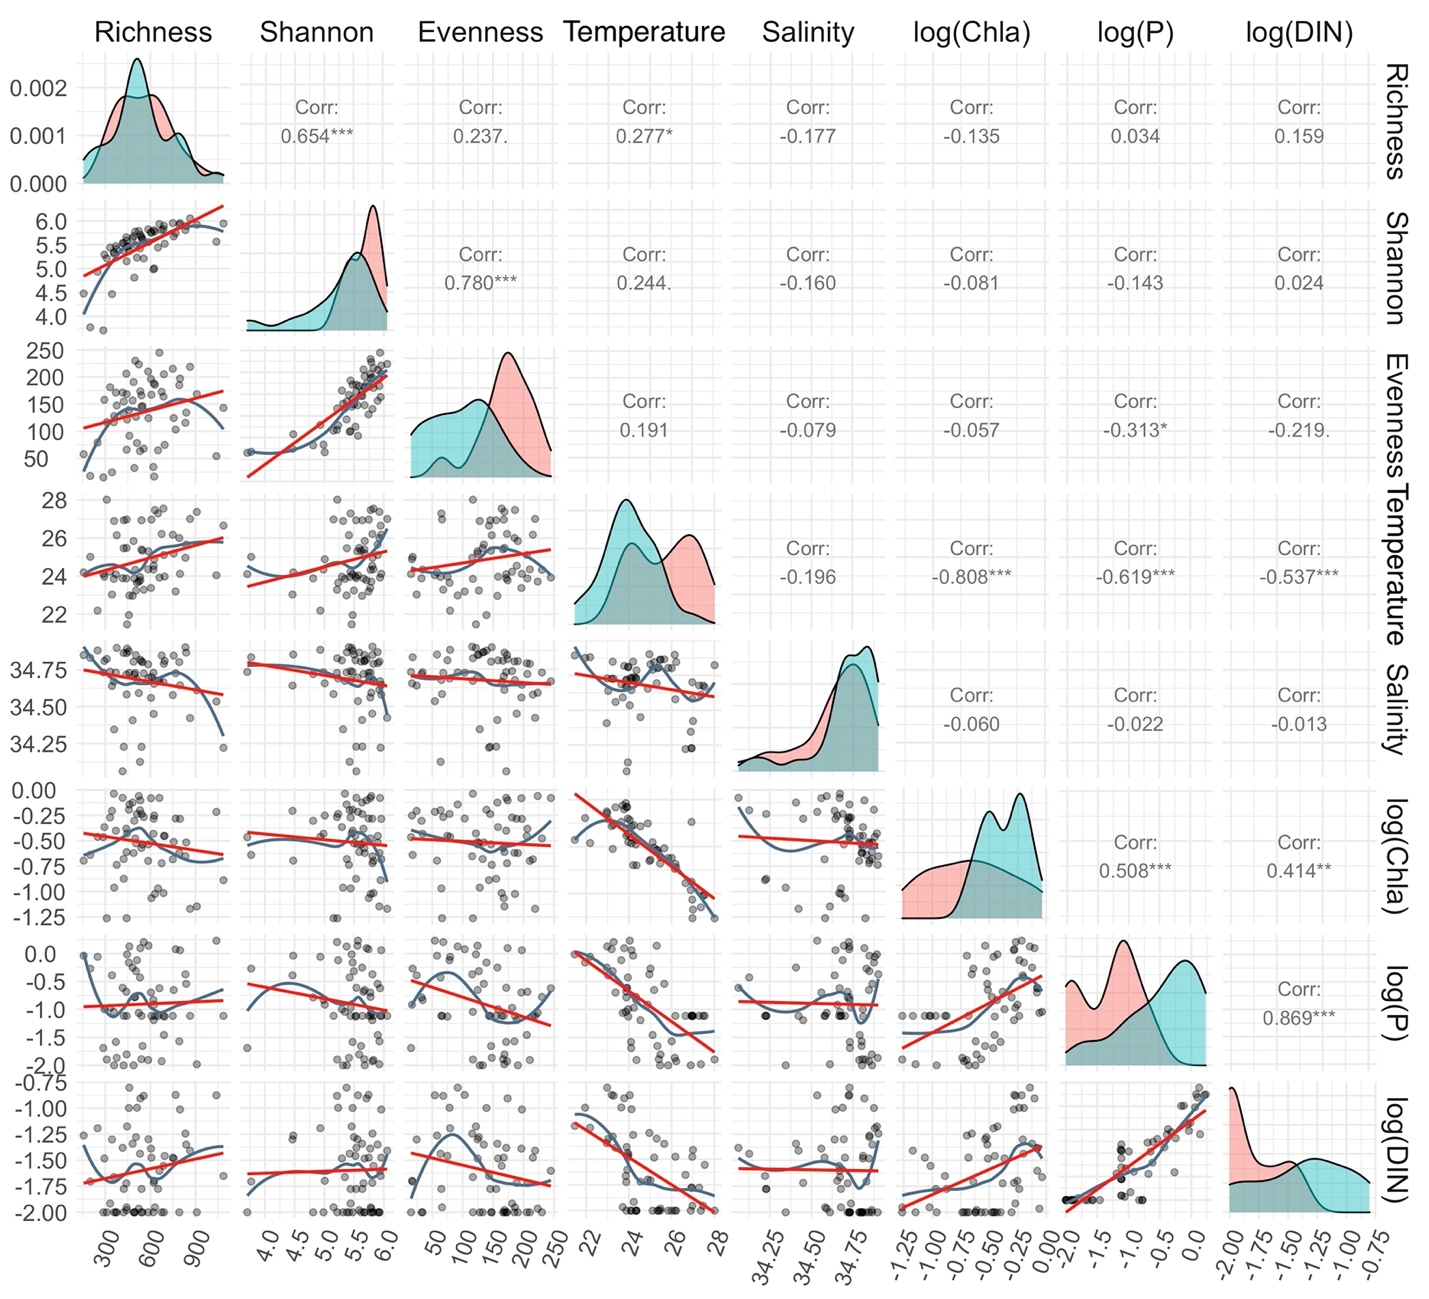 Richness Shannon Evenness Temperature Salinity log(Chla) log(P) log(DIN)
0.002
0.001
0.000
Corr: Corr: Corr: Corr: Corr: Corr: Corr:
0.654*** 0.237. 0.277* -0.177 -0.135 0.034 0.159
Richness
6.0
5.5
5.0
4.5
4.0
Corr: Corr: Corr: Corr: Corr: Corr:
0.780*** 0.244. -0.160 -0.081 -0.143 0.024
Shannon
250
200
150
100
50
Corr: Corr: Corr: Corr: Corr:
0.191 -0.079 -0.057 -0.313* -0.219.
Evenness
28
26
24
22
Corr: Corr: Corr: Corr:
-0.196 -0.808*** -0.619*** -0.537***
Temperature
34.75
34.50
34.25
Corr: Corr: Corr:
-0.060 -0.022 -0.013
Salinity
0.00
-0.25
-0.50
-0.75
-1.00
-1.25
Corr: Corr:
0.508*** 0.414**
log(Chla)
0.0
-0.5
-1.0
-1.5
-2.0
Corr:
0.869***
log(P)
-0.75
-1.00
-1.25
-1.50
-1.75
-2.00
log(DIN)
300 600 900 4.0 4.5 5.0 5.5 6.0 50 100 150 200 250 22 24 26 28 34.25 34.50 34.75 -1.25 -1.00 -0.75 -0.50 -0.25 0.00 -2.0 -1.5 -1.0 -0.5 0.0 -2.00 -1.75 -1.50 -1.25 -1.00 -0.75